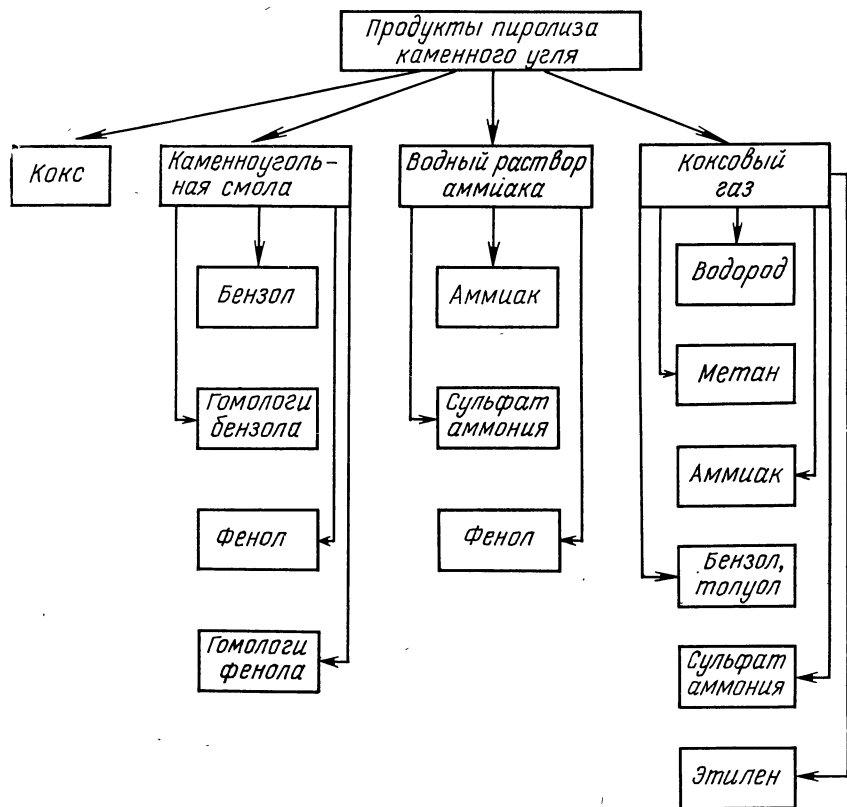 Продукты пиролиза
каменного угля
Кокс
Каменноуголь-
ная смола
Водный раствор
аммиака
Коксовый
газ
Бензол
Гомологи
бензола
Фенол
Гомологи
фенола
Аммиак
Сульфат
аммония
Фенол
Водород
Метан
Аммиак
Бензол,
толуол
Сульфат
аммония
Этилен